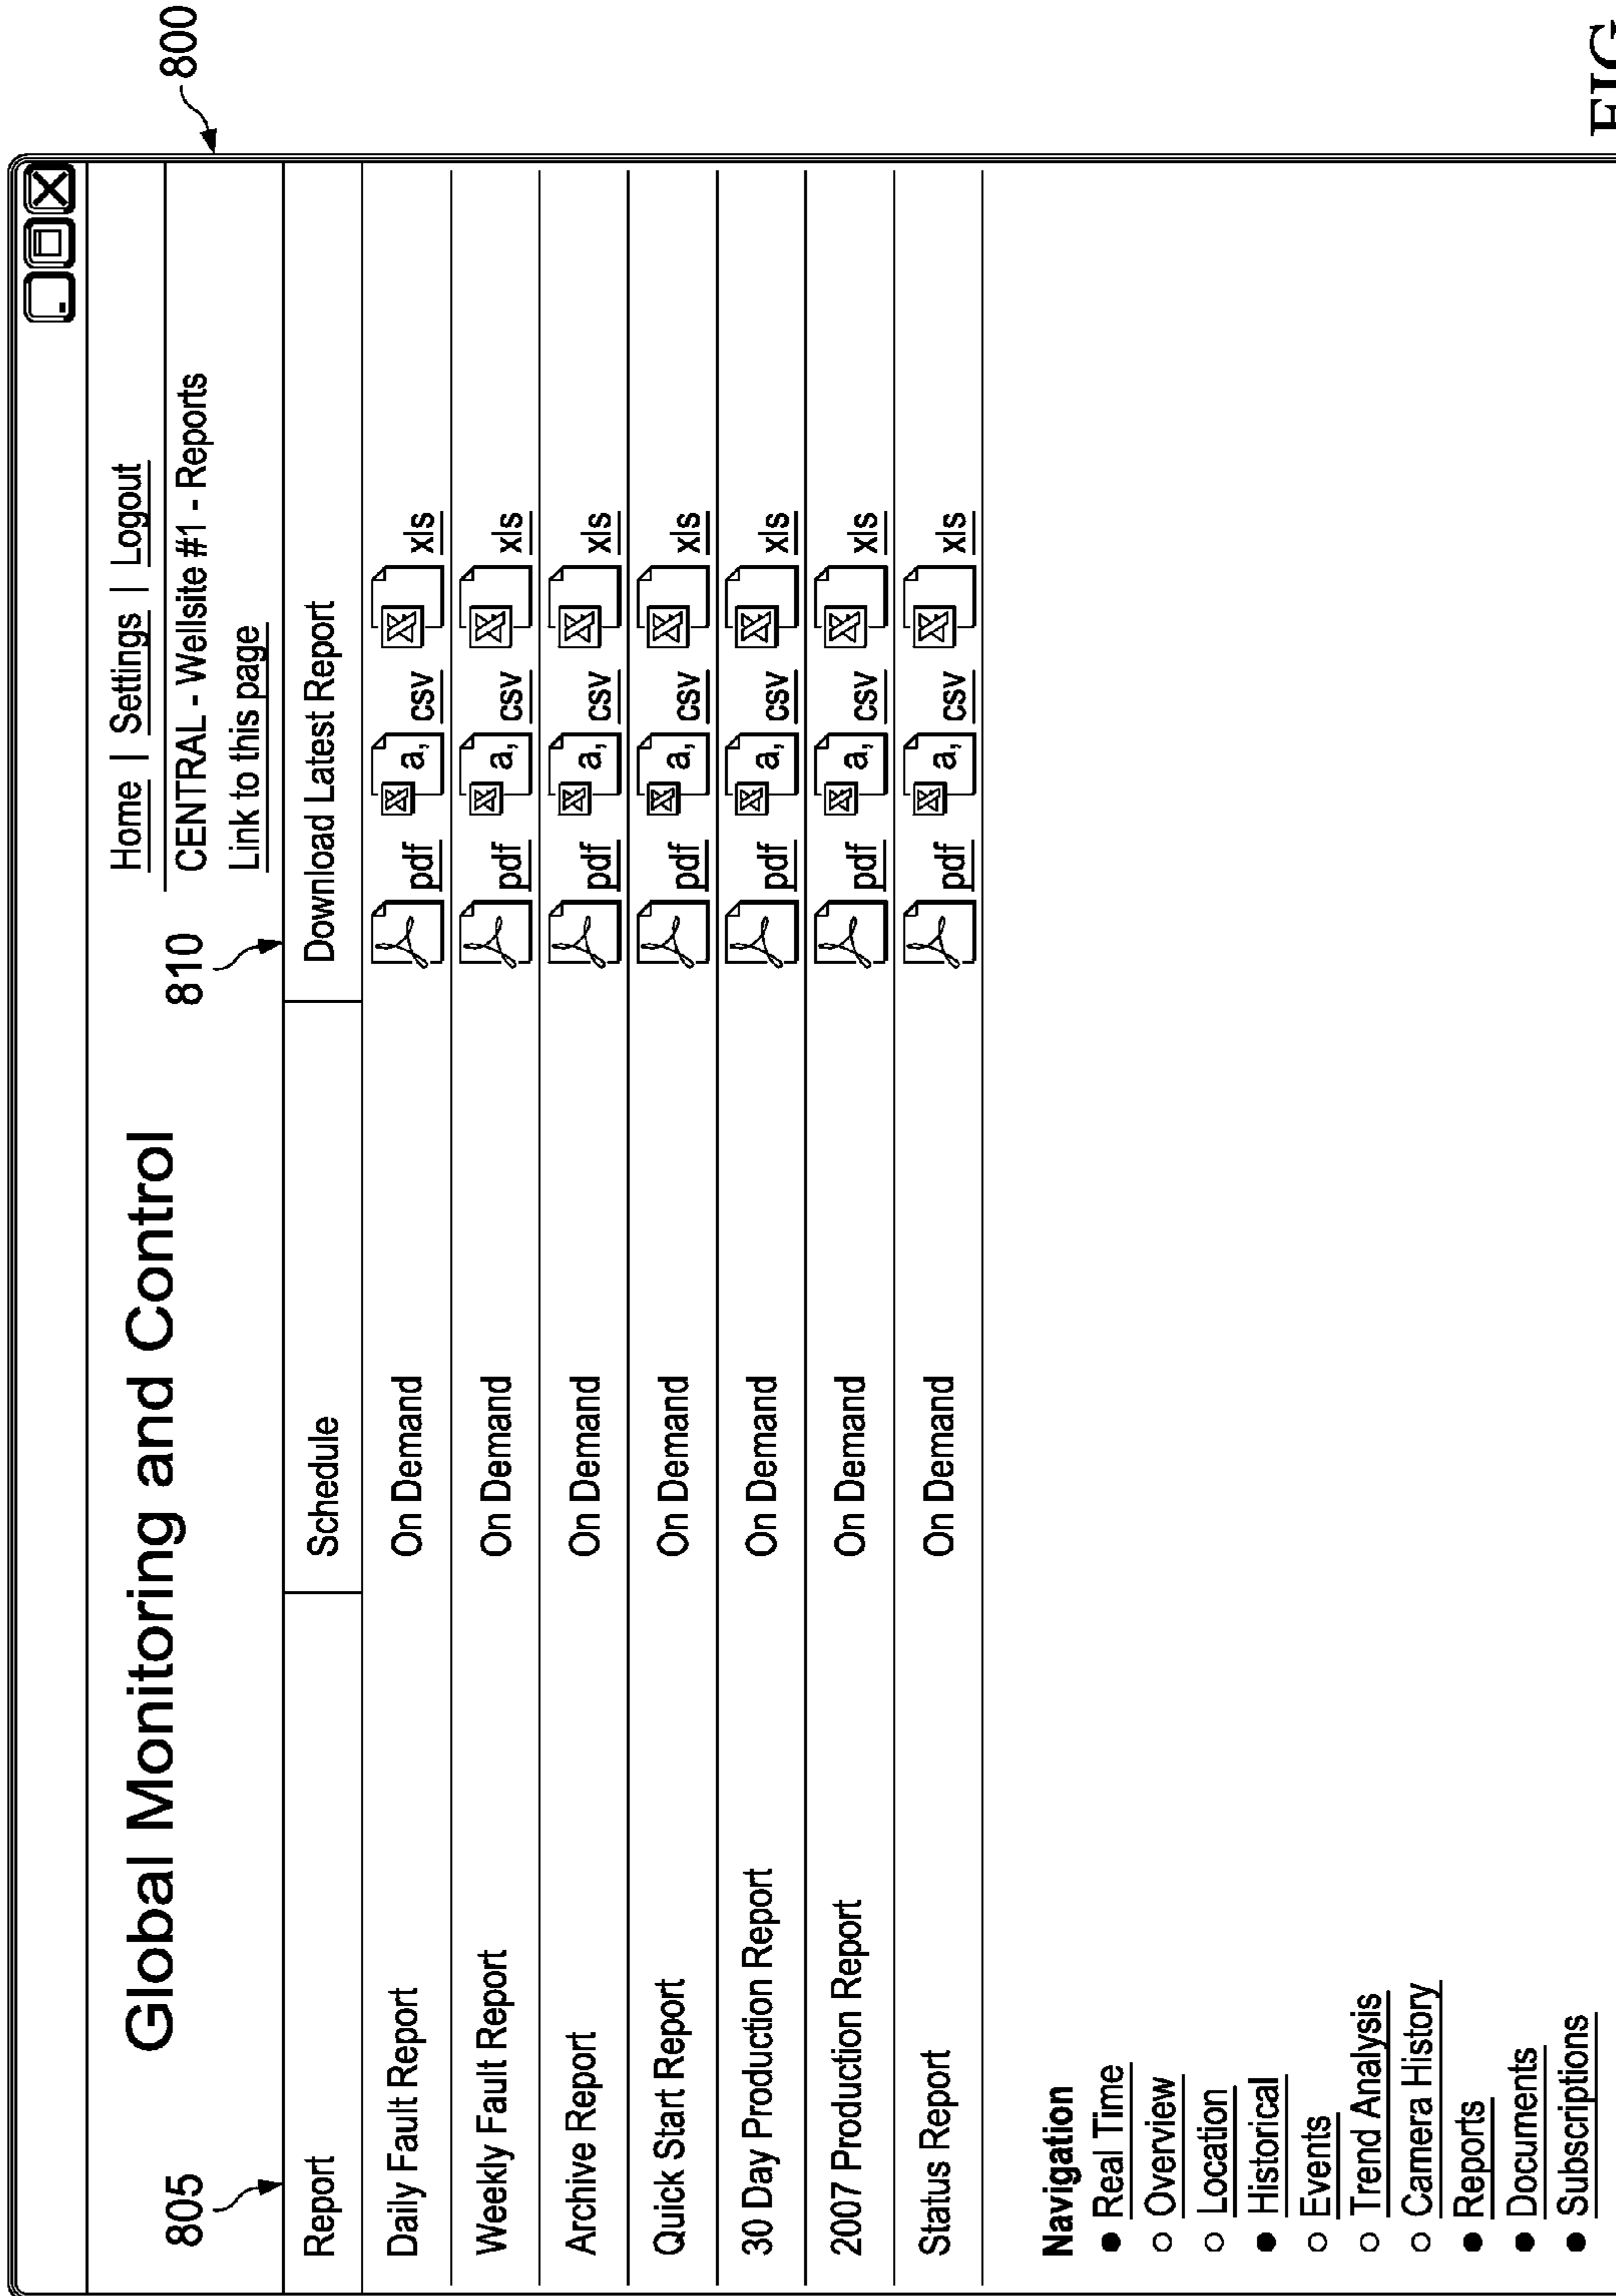 800
Home | Settings | Logout
Global Monitoring and Control
CENTRAL - Wellsite #1 - Reports
805
810
Link to this page
Report Schedule Download Latest Report
Daily Fault Report On Demand pdf a, csv xls
Weekly Fault Report On Demand pdf a, csv xls
Archive Report On Demand pdf a, csv xls
Quick Start Report On Demand pdf a, csv xls
30 Day Production Report On Demand pdf a, csv xls
2007 Production Report On Demand pdf a, csv xls
Status Report On Demand pdf a, csv xls
Navigation
Real Time
Overview
Location
Historical
Events
Trend Analysis
Camera History
Reports
Documents
Subscriptions